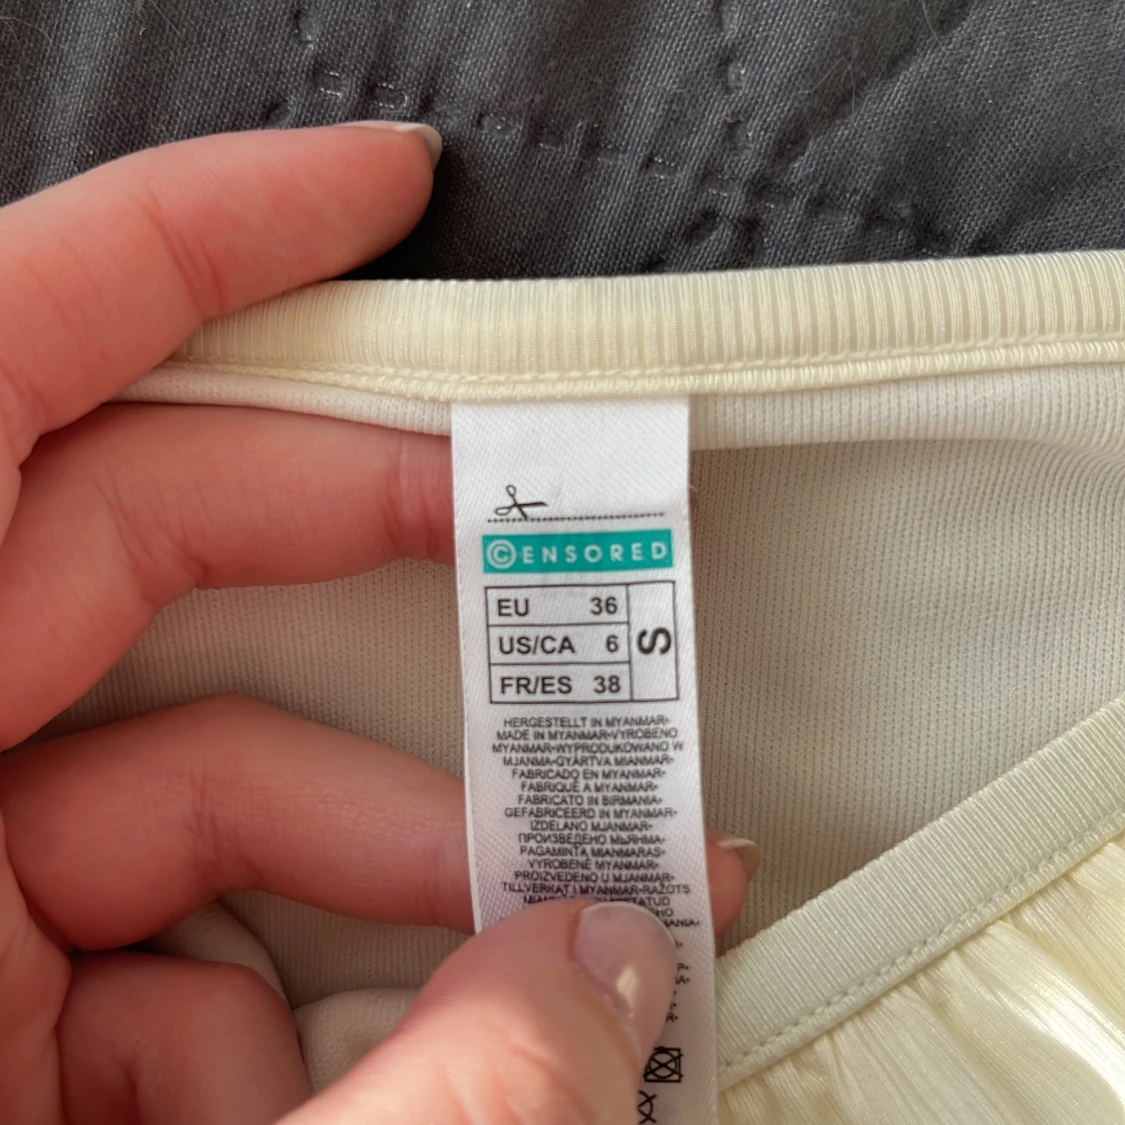 ©ENSORED
EU 36
US/CA 6
FR/ES 38
S
HERGESTELLT IN MYANMAR•
MADE IN MYANMAR•VYROBENO
MYANMAR•WYPRODUKOWANO W
MJANMA•GYÁRTVA MIANMAR•
FABRICADO EN MYANMAR•
FABRIQUÉ À MYANMAR•
FABRICATO IN BIRMANIA•
GEFABRICEERD IN MYANMAR•
IZDELANO MJANMAR•
ПРОИЗВЕДЕНО МЬЯНМА•
PAGAMINTA MIANMARAS•
VYROBENÉ MYANMAR•
PROIZVEDENO U MJANMAR•
TILLVERKAT I MYANMAR•RAŽOTS